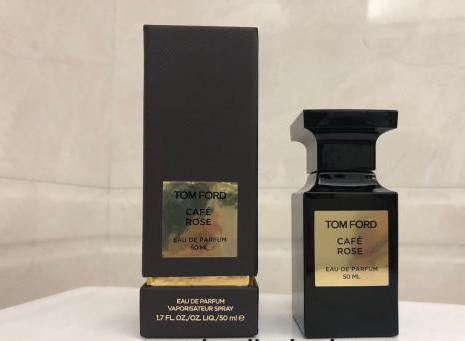 TOM FORD
CAFÉ
ROSE
EAU DE PARFUM
50 ML
EAU DE PARFUM
VAPORISATEUR SPRAY
1.7 FL.OZ./OZ. LIQ./50 ml e
TOM FORD
CAFÉ
ROSE
EAU DE PARFUM
50 ML